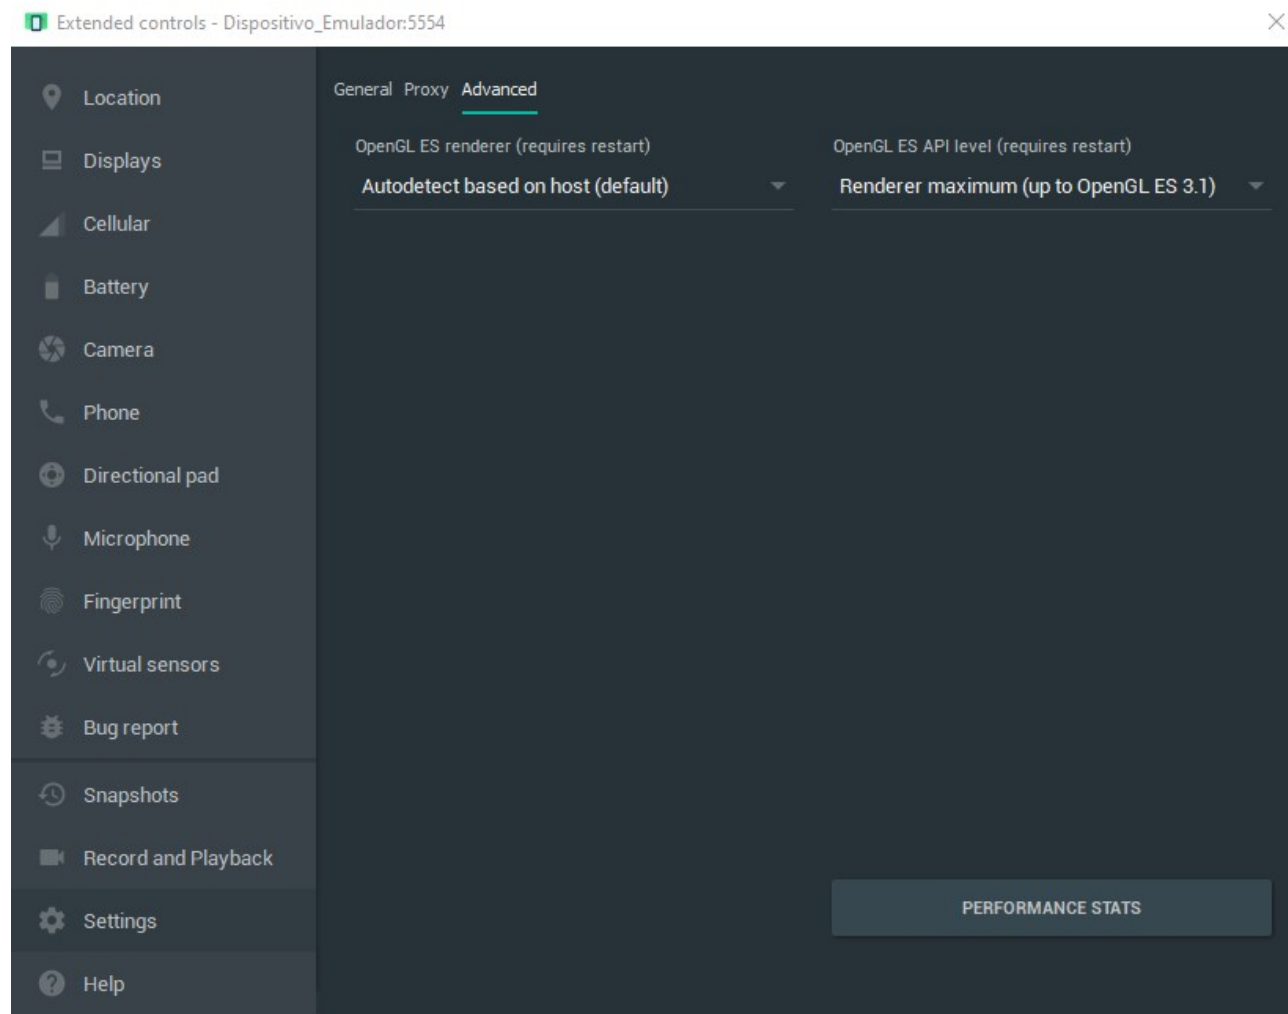 Extended controls - Dispositivo_Emulador:5554
Location
Displays
Cellular
Battery
Camera
Phone
Directional pad
Microphone
Fingerprint
Virtual sensors
Bug report
Snapshots
Record and Playback
Settings
Help
General Proxy Advanced
OpenGL ES renderer (requires restart)
Autodetect based on host (default)
OpenGL ES API level (requires restart)
Renderer maximum (up to OpenGL ES 3.1)
PERFORMANCE STATS